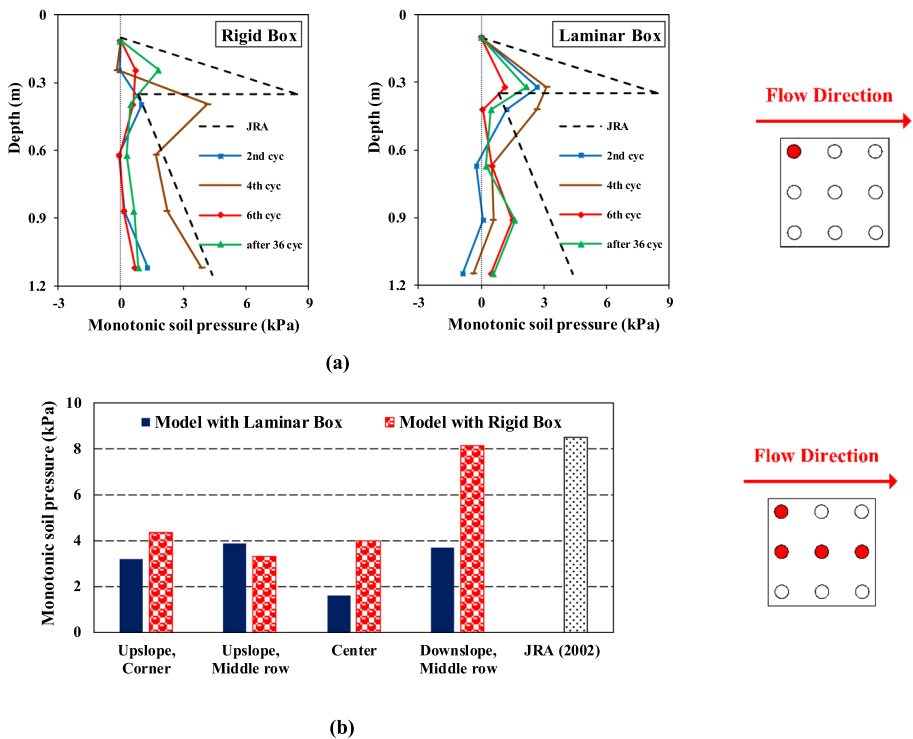 Rigid Box
Depth (m)
0
0.3
0.6
0.9
1.2
-3 0 3 6 9
Monotonic soil pressure (kPa)
JRA
2nd cyc
4th cyc
6th cyc
after 36 cyc
Laminar Box
Depth (m)
0
0.3
0.6
0.9
1.2
-3 0 3 6 9
Monotonic soil pressure (kPa)
JRA
2nd cyc
4th cyc
6th cyc
after 36 cyc
Flow Direction
(a)
Monotonic soil pressure (kPa)
10
8
6
4
2
0
Model with Laminar Box
Model with Rigid Box
Upslope,
Corner
Upslope,
Middle row
Center
Downslope,
Middle row
JRA (2002)
Flow Direction
(b)